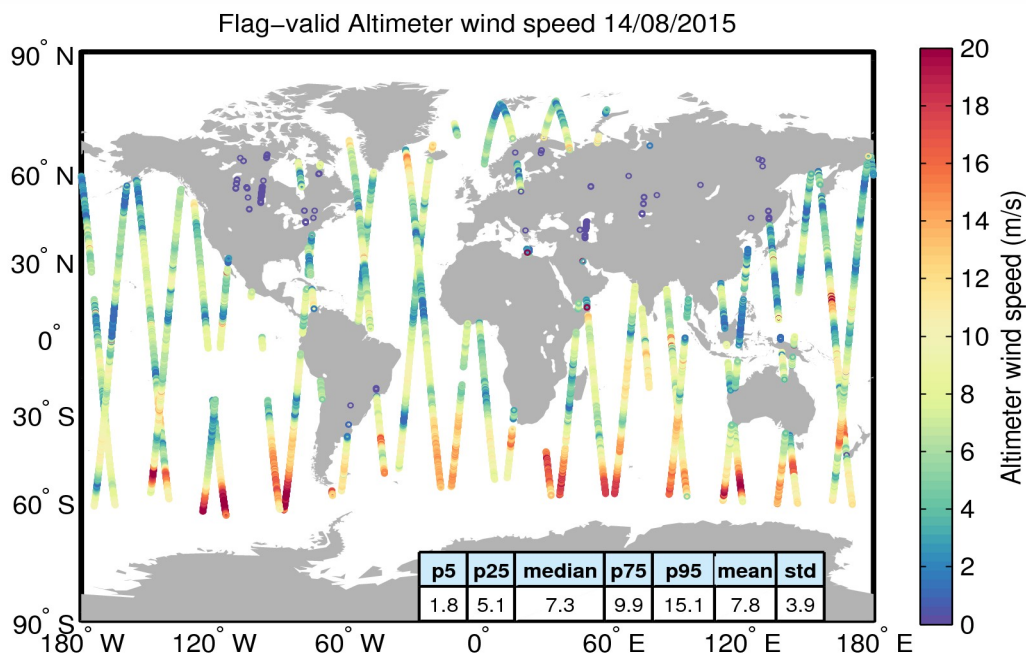 Flag−valid Altimeter wind speed 14/08/2015
90° N
60° N
30° N
0°
30° S
60° S
90° S
180° W
120° W
60° W
0°
60° E
120° E
180° E
p5 p25 median p75 p95 mean std
1.8 5.1 7.3 9.9 15.1 7.8 3.9
20
18
16
14
12
10
8
6
4
2
0
Altimeter wind speed (m/s)